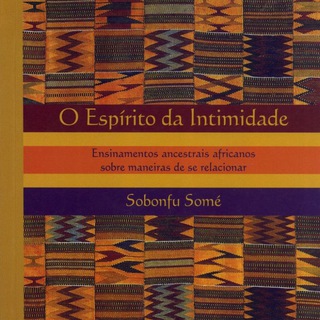 O Espírito da Intimidade
Ensinamentos ancestrais africanos
sobre maneiras de se relacionar
Sobonfu Somé